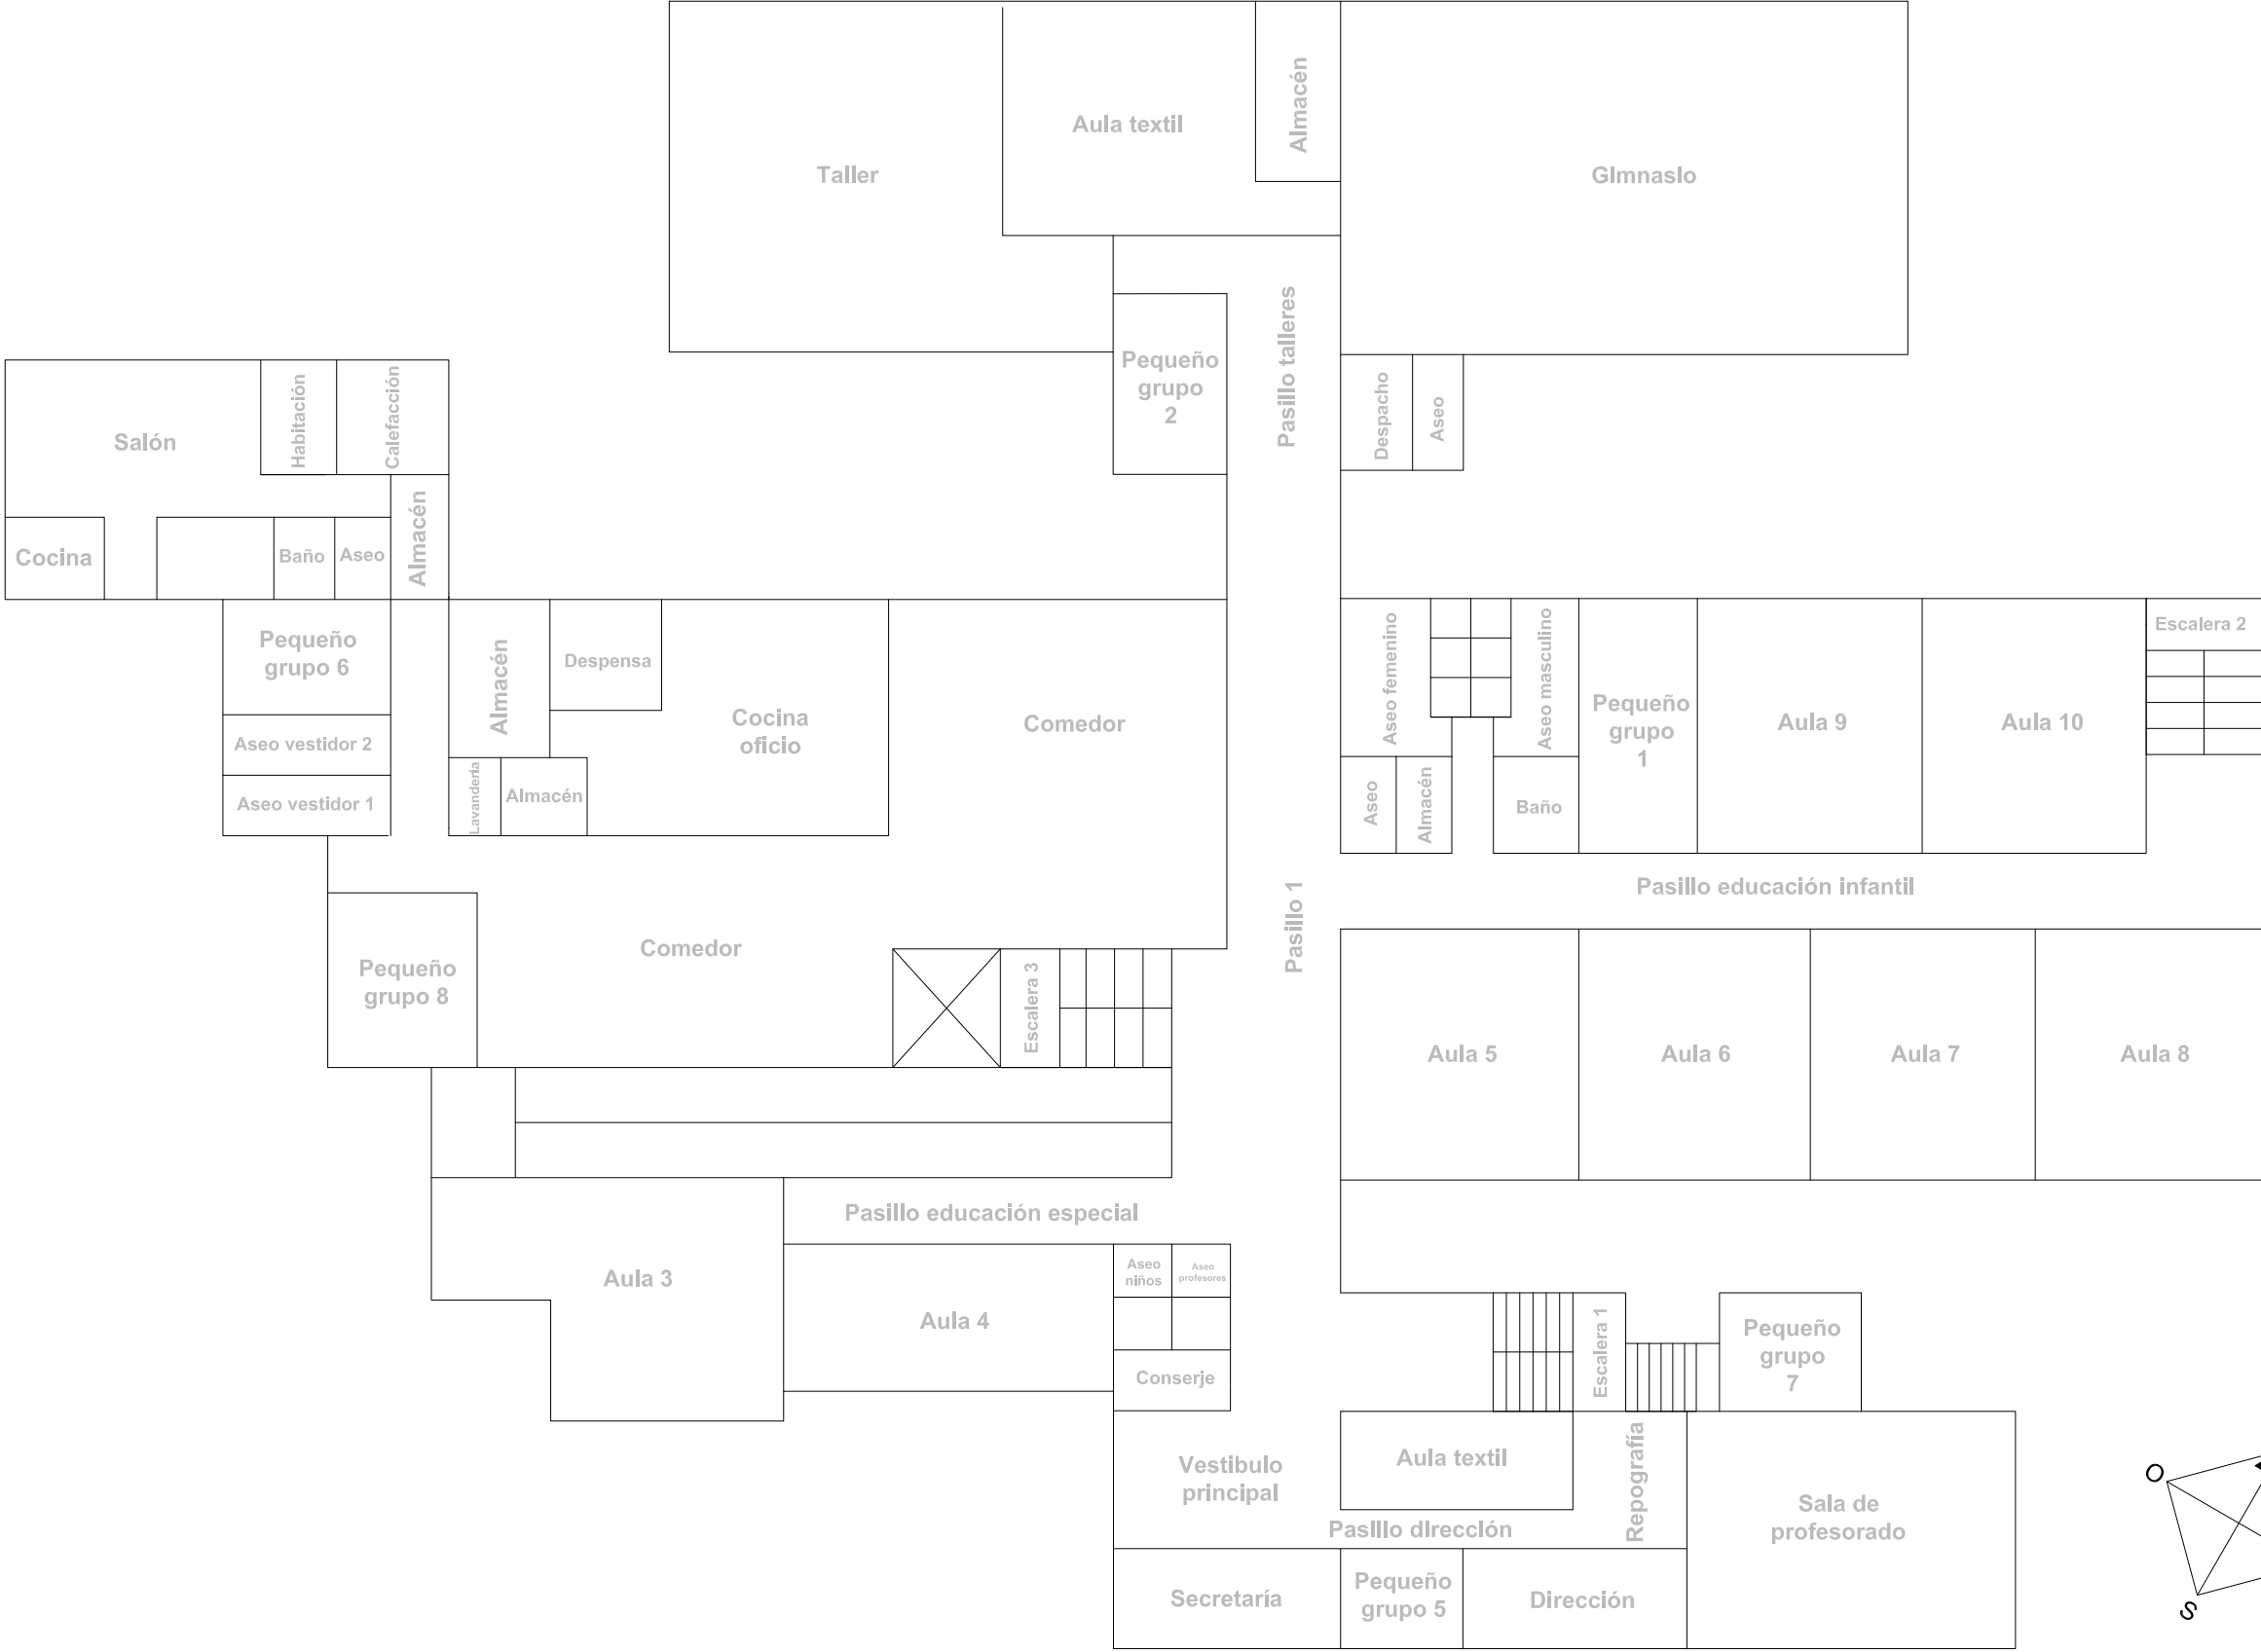 Aula textil
Almacén
Taller
GImnasIo
Pequeño
grupo
2
Pasillo talleres
Despacho
Aseo
Salón
Habitación
Calefacción
Almacén
Cocina
Baño
Aseo
Pequeño
grupo 6
Aseo vestidor 2
Aseo vestidor 1
Almacén
Despensa
Cocina
oficio
Lavandería
Almacén
Comedor
Aseo femenino
Aseo masculino
Aseo
Almacén
Baño
Pequeño
grupo
1
Aula 9
Aula 10
Escalera 2
Pasillo educación infantil
Pasillo 1
Comedor
Pequeño
grupo 8
Escalera 3
Aula 5
Aula 6
Aula 7
Aula 8
Pasillo educación especial
Aula 3
Aula 4
Aseo
niños
Aseo
profesores
Conserje
Escalera 1
Pequeño
grupo
7
Vestibulo
principal
Aula textil
Repografía
Sala de
profesorado
PasIllo dIrección
Secretaría
Pequeño
grupo 5
Dirección
O
S